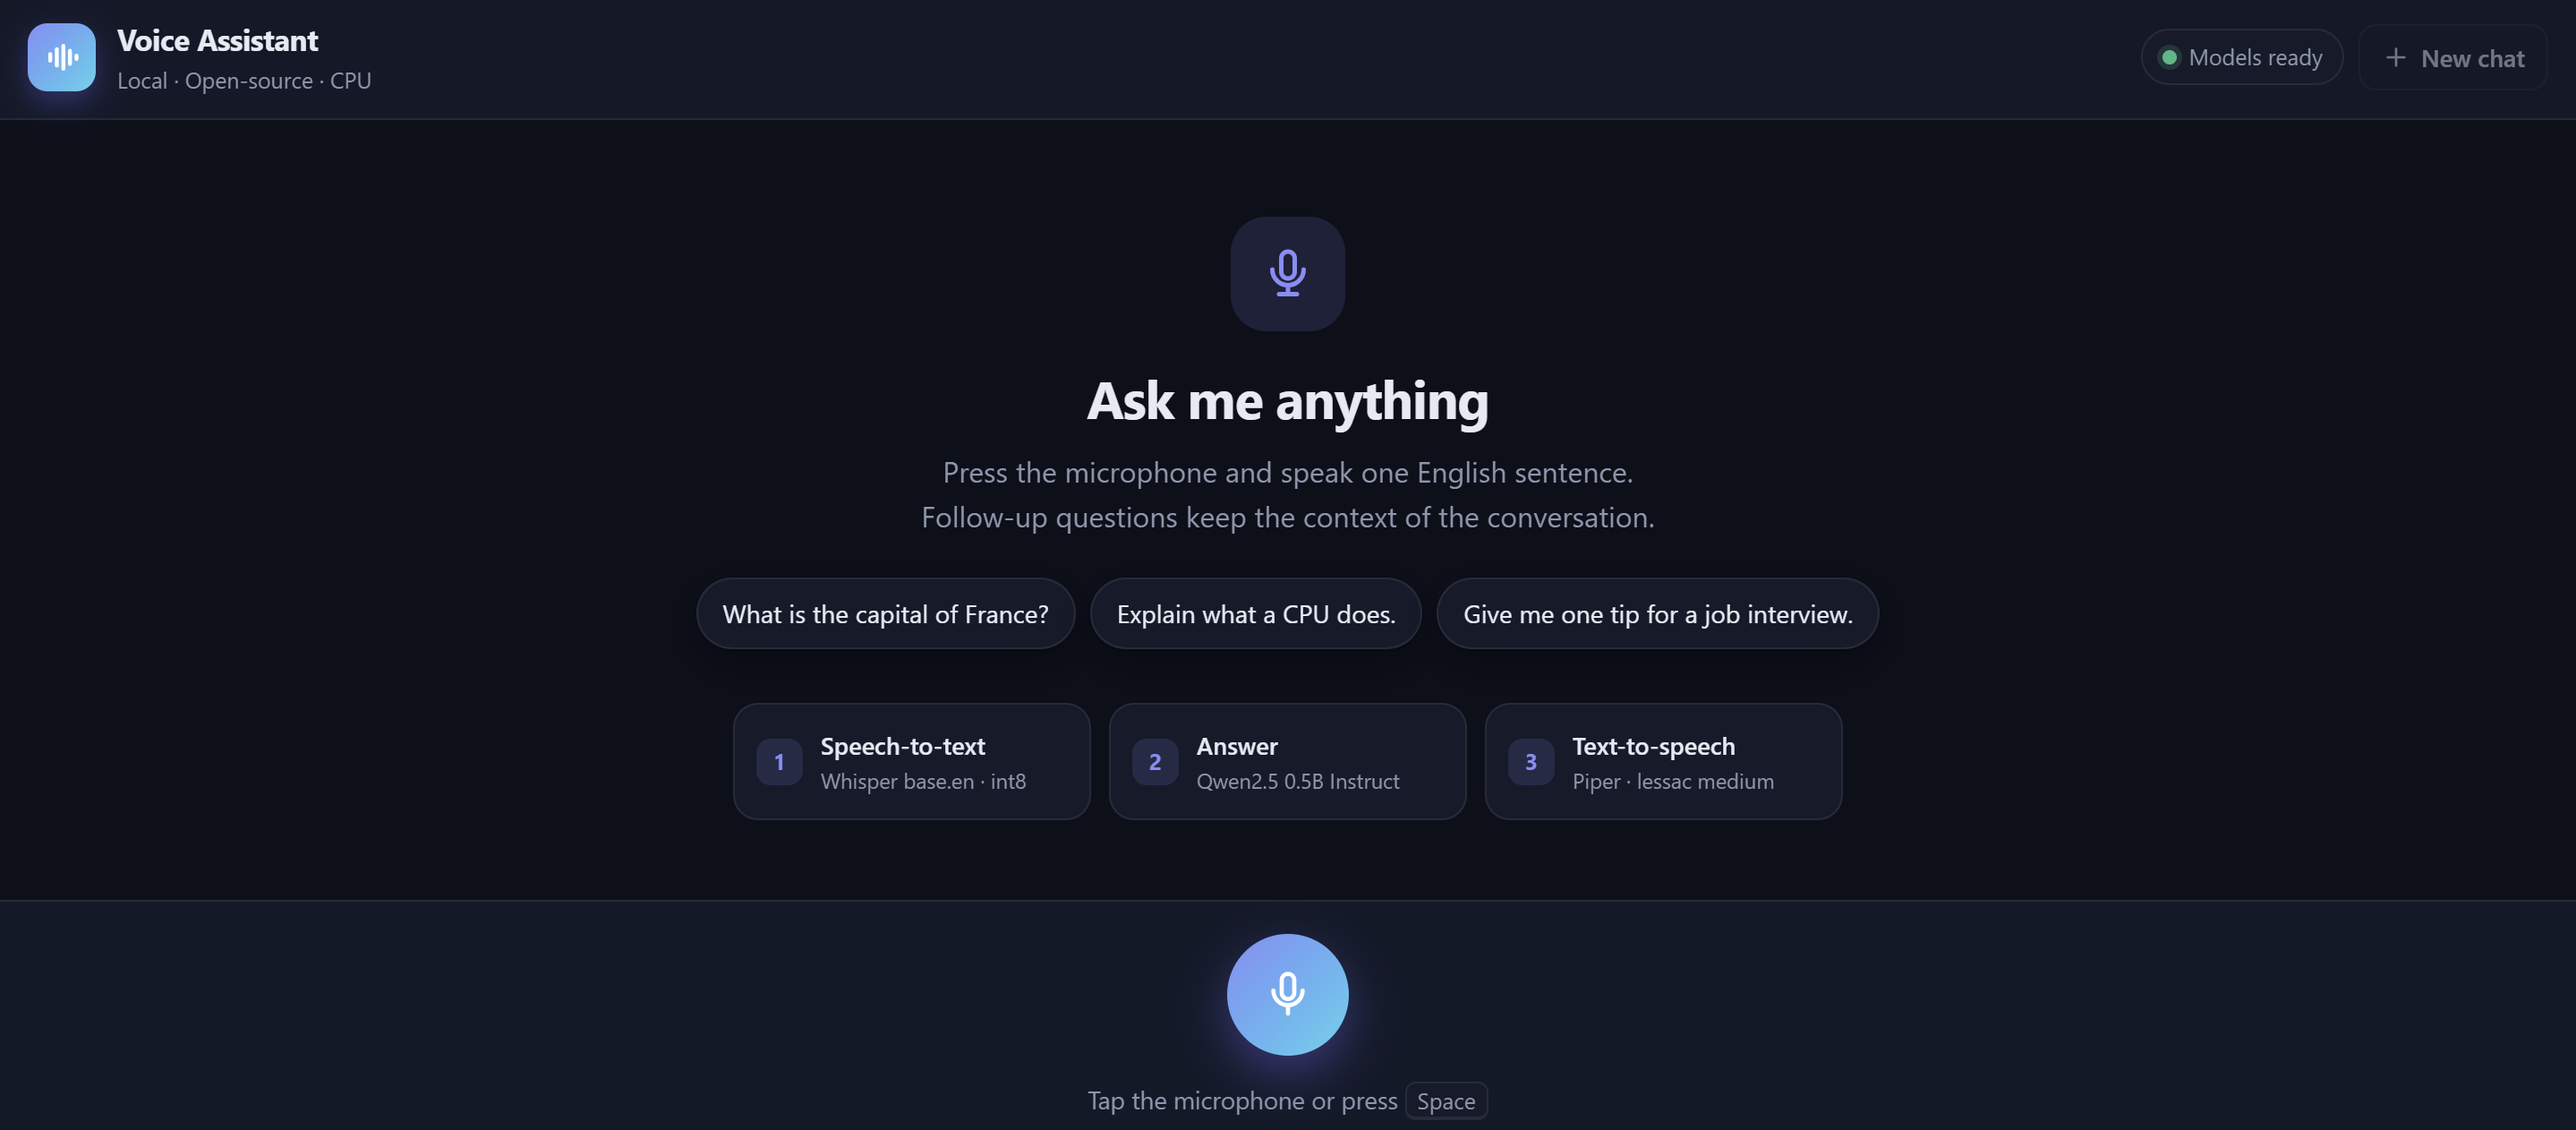 Voice Assistant
Local · Open-source · CPU
Models ready
New chat
Ask me anything
Press the microphone and speak one English sentence.
Follow-up questions keep the context of the conversation.
What is the capital of France?
Explain what a CPU does.
Give me one tip for a job interview.
1
Speech-to-text
Whisper base.en · int8
2
Answer
Qwen2.5 0.5B Instruct
3
Text-to-speech
Piper · lessac medium
Tap the microphone or press Space